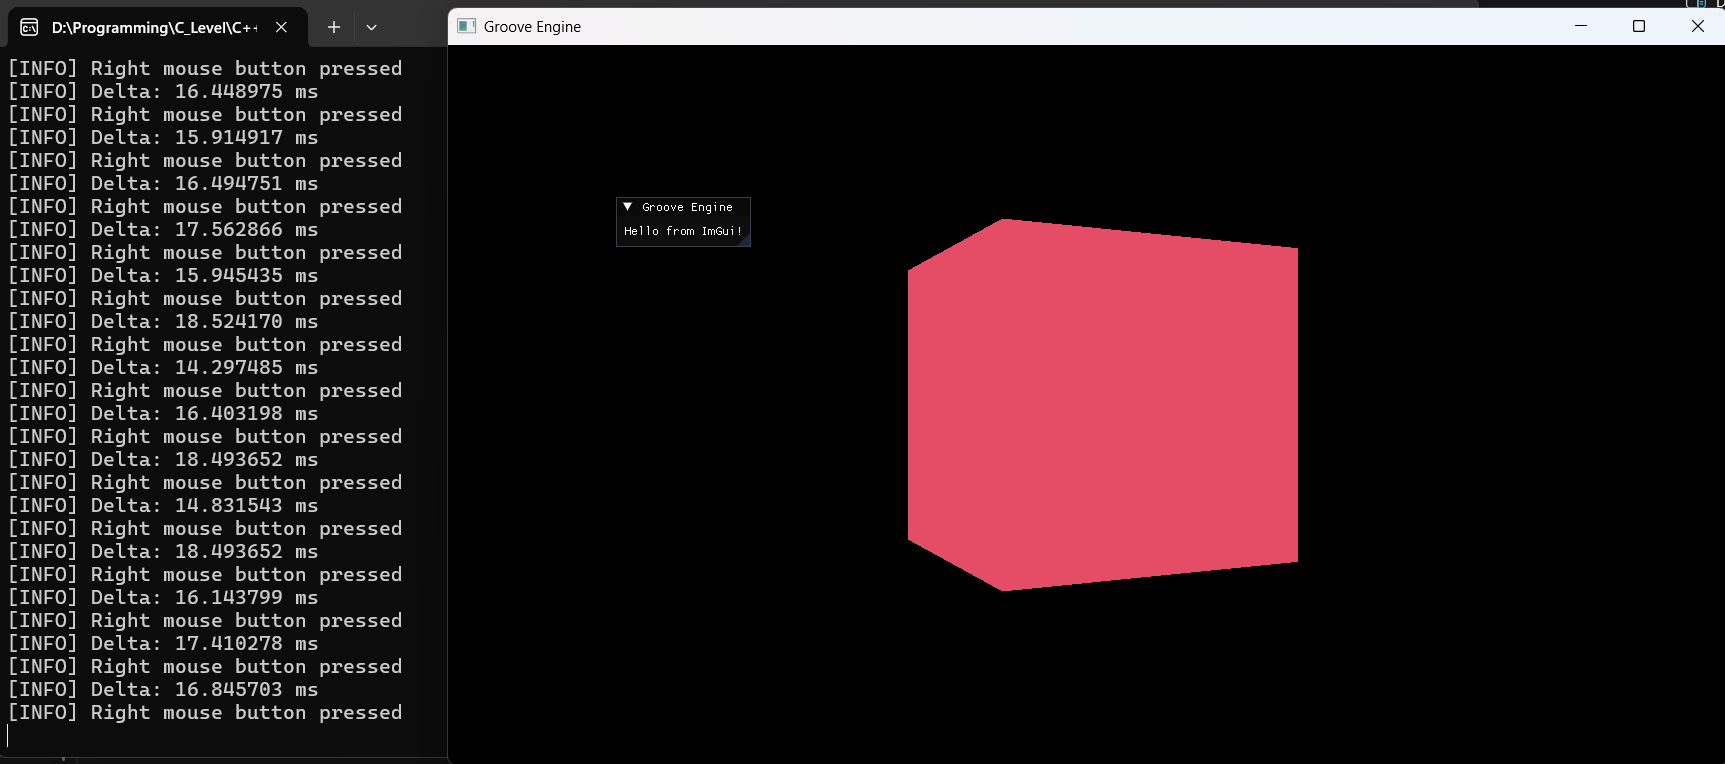 D:\Programming\C_Level\C++
[INFO] Right mouse button pressed
[INFO] Delta: 16.448975 ms
[INFO] Right mouse button pressed
[INFO] Delta: 15.914917 ms
[INFO] Right mouse button pressed
[INFO] Delta: 16.494751 ms
[INFO] Right mouse button pressed
[INFO] Delta: 17.562866 ms
[INFO] Right mouse button pressed
[INFO] Delta: 15.945435 ms
[INFO] Right mouse button pressed
[INFO] Delta: 18.524170 ms
[INFO] Right mouse button pressed
[INFO] Delta: 14.297485 ms
[INFO] Right mouse button pressed
[INFO] Delta: 16.403198 ms
[INFO] Right mouse button pressed
[INFO] Delta: 18.493652 ms
[INFO] Right mouse button pressed
[INFO] Delta: 14.831543 ms
[INFO] Right mouse button pressed
[INFO] Delta: 18.493652 ms
[INFO] Right mouse button pressed
[INFO] Delta: 16.143799 ms
[INFO] Right mouse button pressed
[INFO] Delta: 17.410278 ms
[INFO] Right mouse button pressed
[INFO] Delta: 16.845703 ms
[INFO] Right mouse button pressed
Groove Engine
Groove Engine
Hello from ImGui!